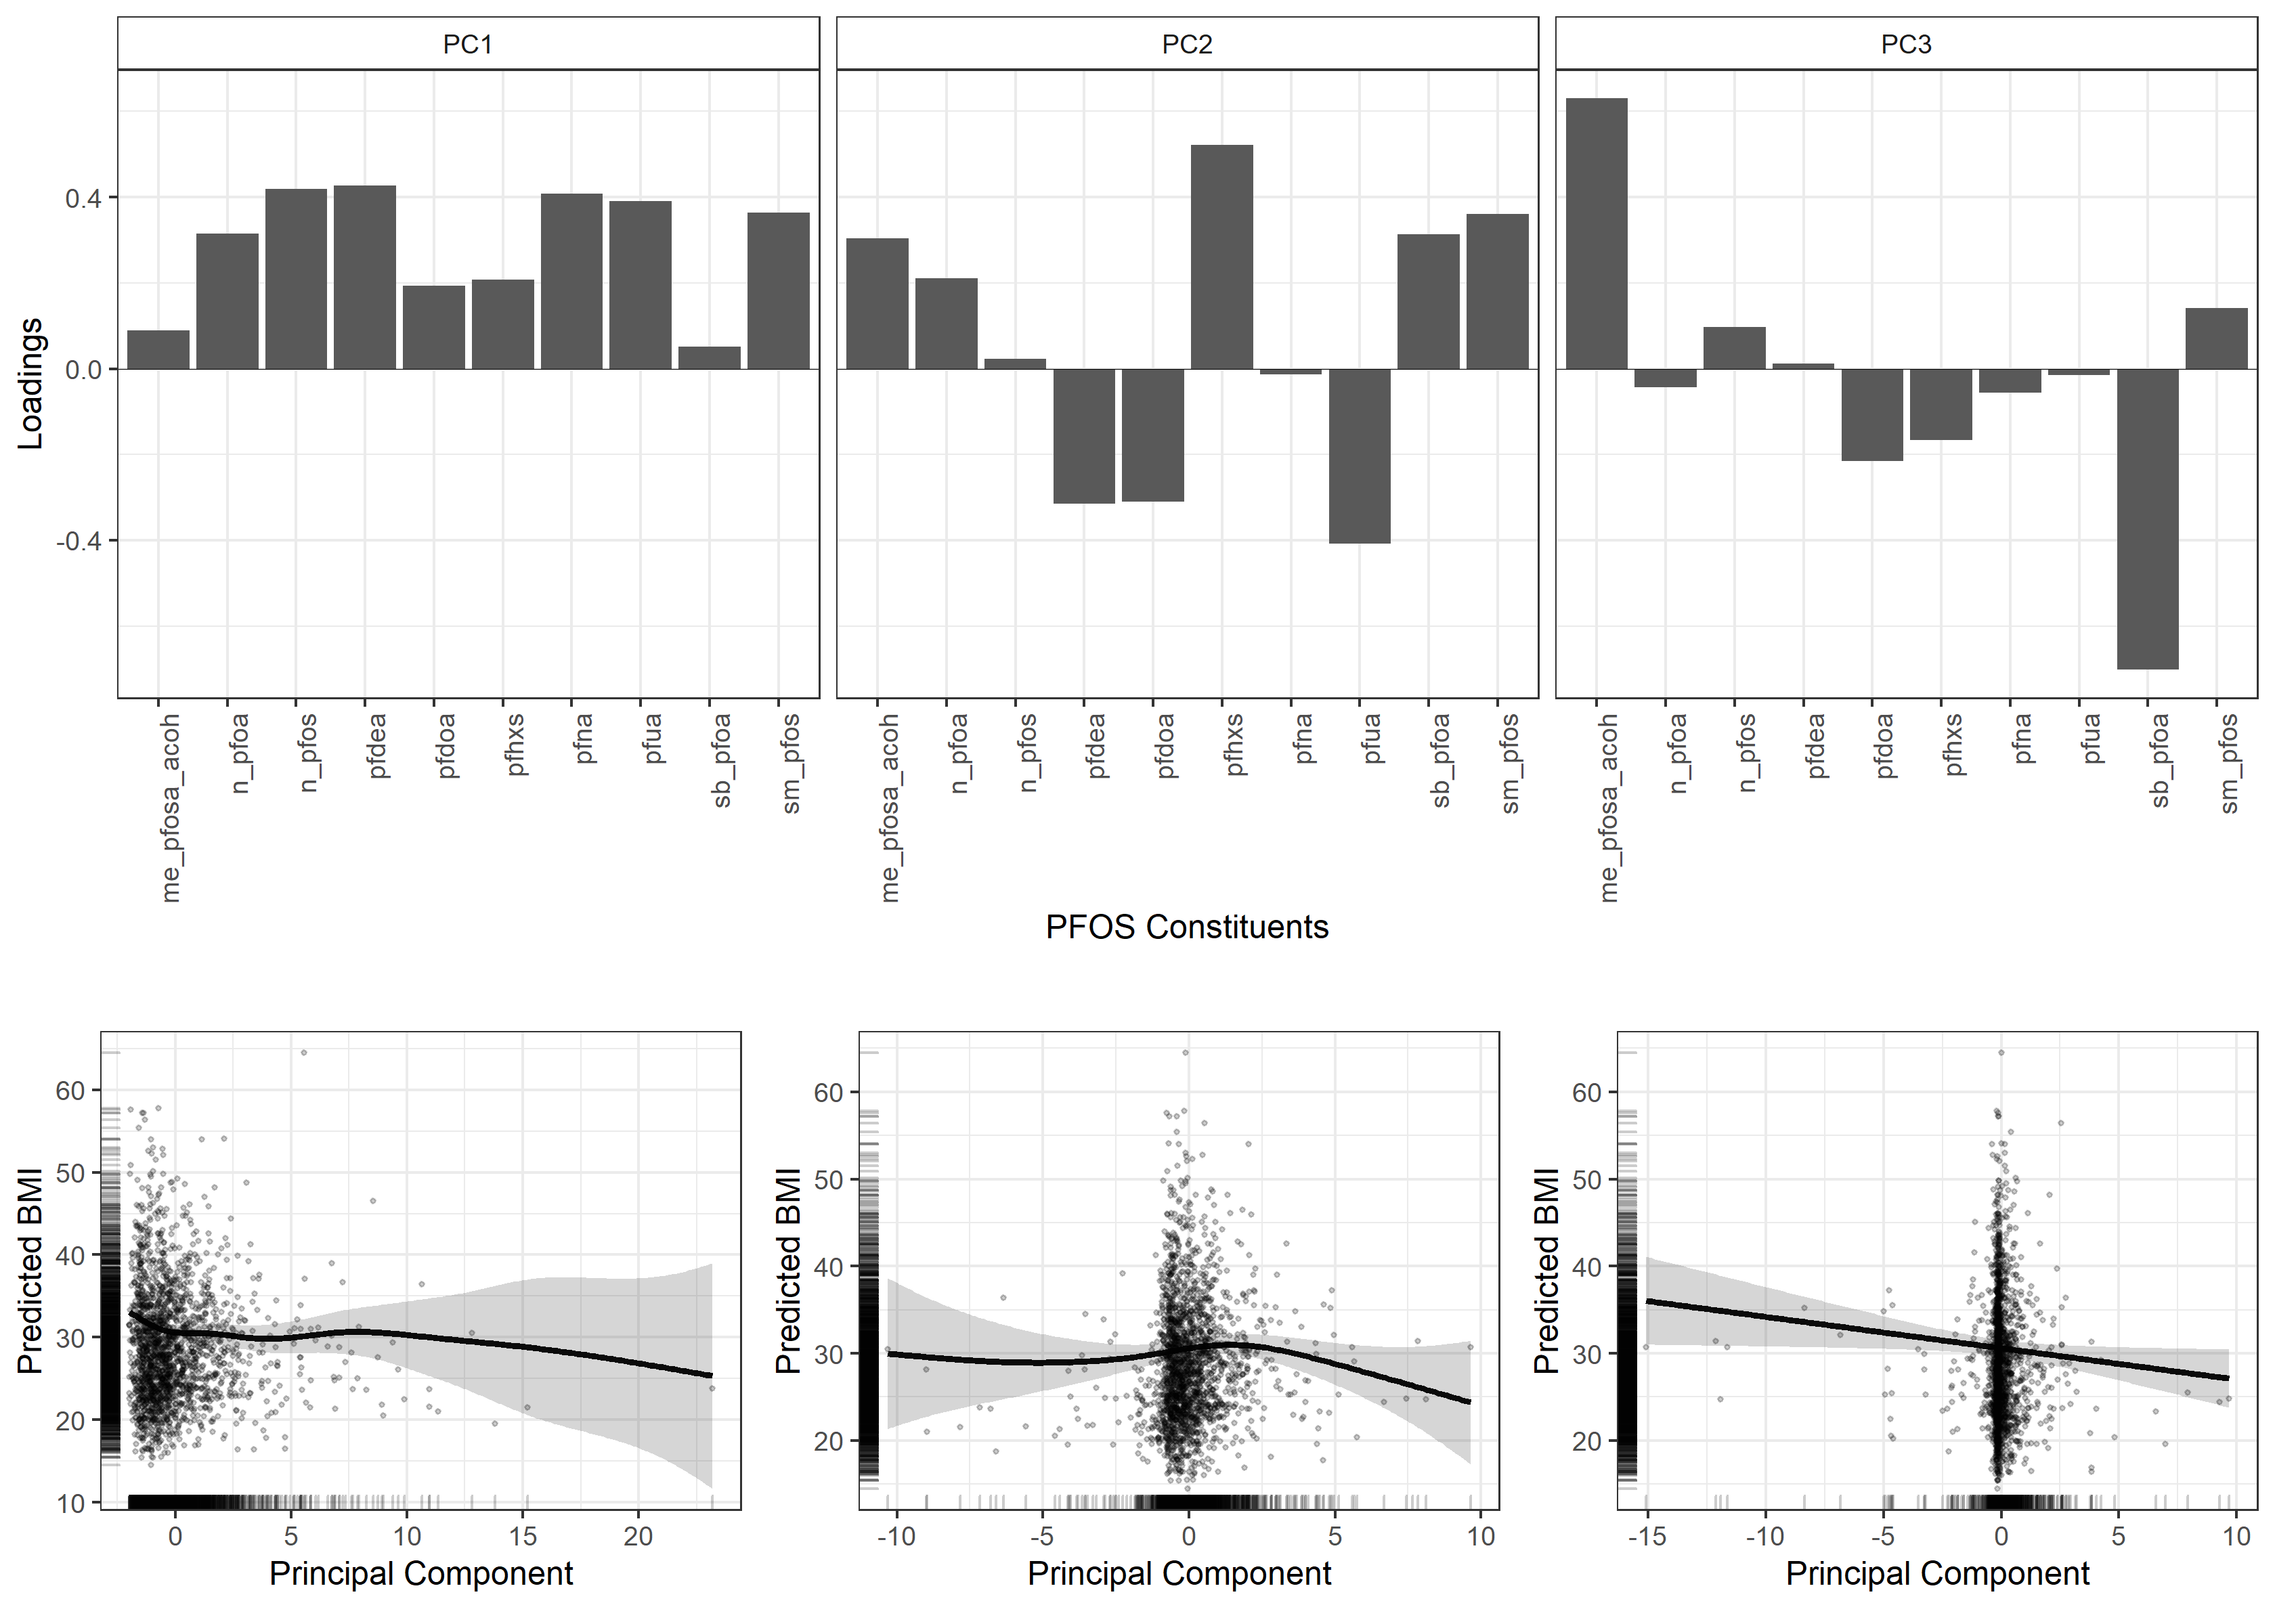 PC1 PC2 PC3
Loadings
0.4
0.0
-0.4
me_pfosa_acoh n_pfoa n_pfos pfdea pfdoa pfhxs pfna pfua sb_pfoa sm_pfos
me_pfosa_acoh n_pfoa n_pfos pfdea pfdoa pfhxs pfna pfua sb_pfoa sm_pfos
me_pfosa_acoh n_pfoa n_pfos pfdea pfdoa pfhxs pfna pfua sb_pfoa sm_pfos
PFOS Constituents
Predicted BMI
60
50
40
30
20
10
0 5 10 15 20
Principal Component
Predicted BMI
60
50
40
30
20
-10 -5 0 5 10
Principal Component
Predicted BMI
60
50
40
30
20
-15 -10 -5 0 5 10
Principal Component